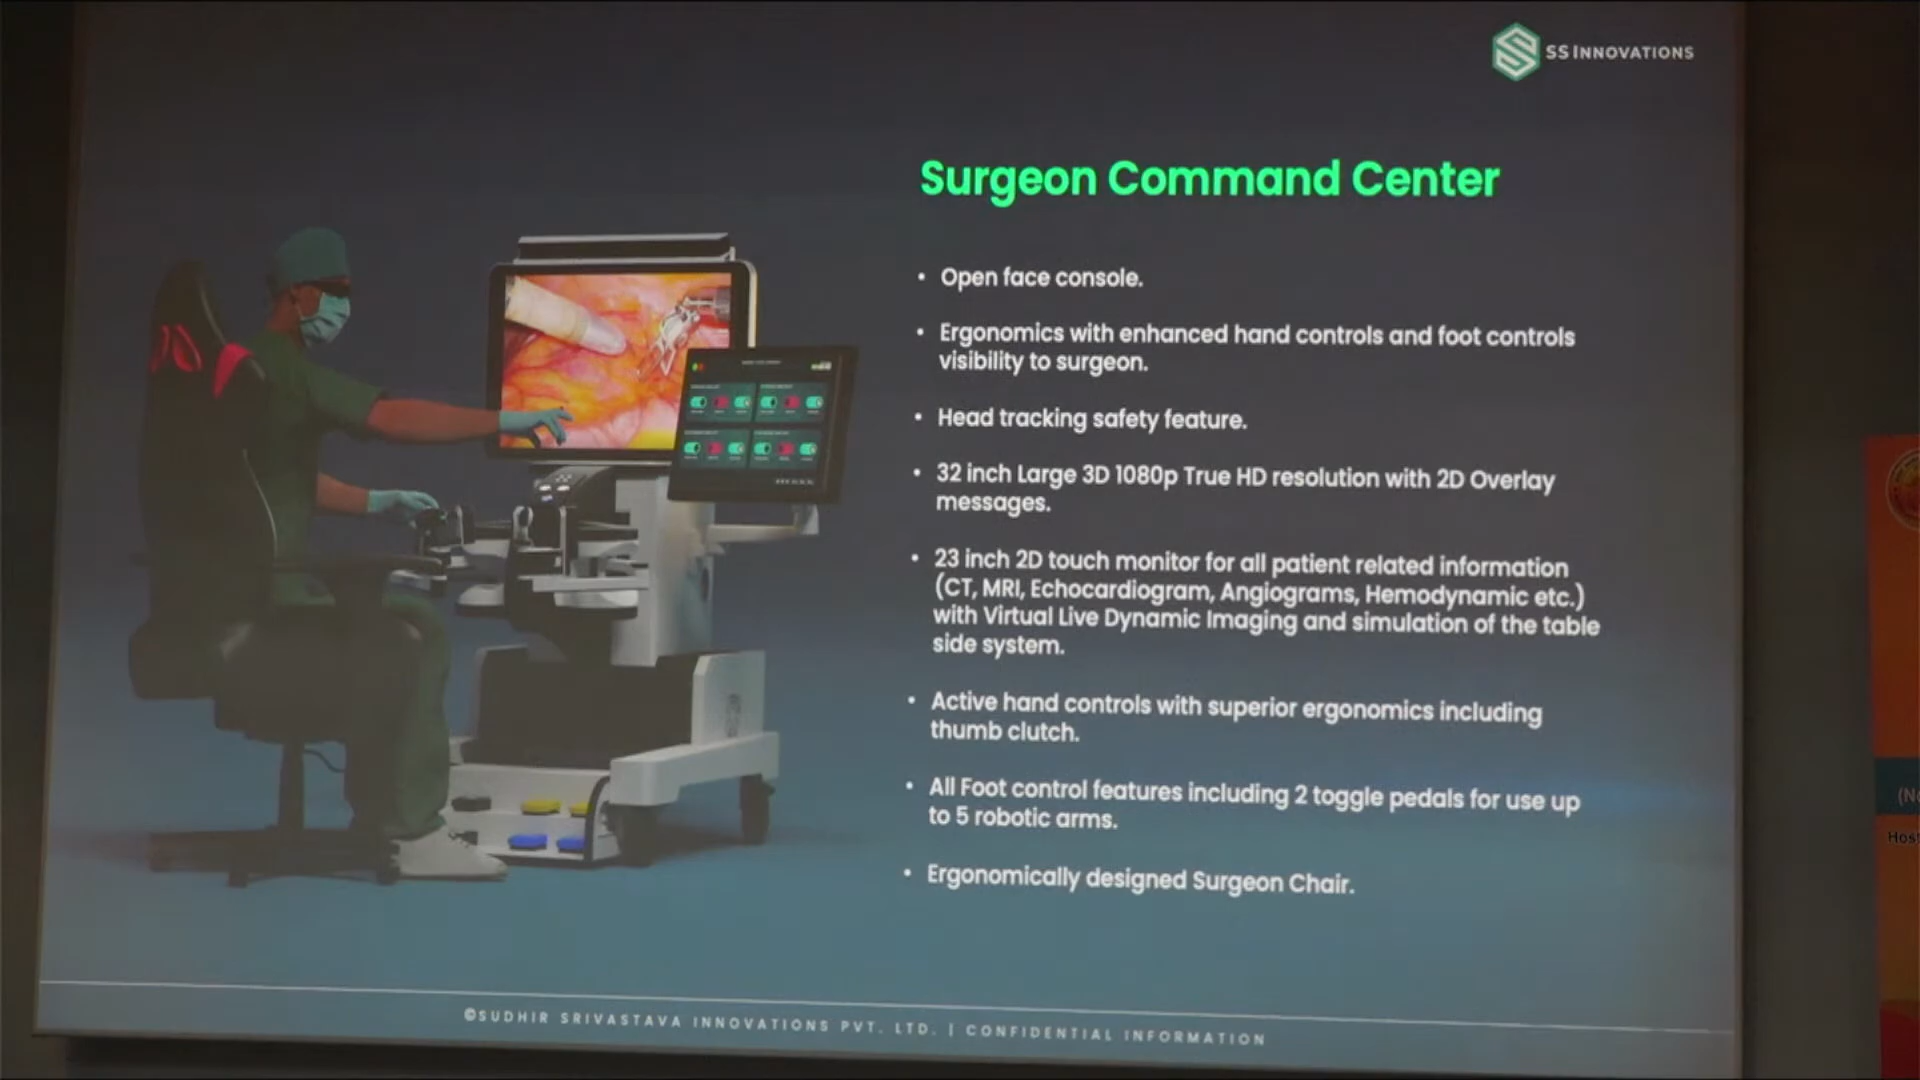 SS INNOVATIONS
Surgeon Command Center
• Open face console.
• Ergonomics with enhanced hand controls and foot controls
visibility to surgeon.
• Head tracking safety feature.
• 32 inch Large 3D 1080p True HD resolution with 2D Overlay
messages.
• 23 inch 2D touch monitor for all patient related information
(CT, MRI, Echocardiogram, Angiograms, Hemodynamic etc.)
with Virtual Live Dynamic Imaging and simulation of the table
side system.
• Active hand controls with superior ergonomics including
thumb clutch.
• All Foot control features including 2 toggle pedals for use up
to 5 robotic arms.
• Ergonomically designed Surgeon Chair.
©SUDHIR SRIVASTAVA INNOVATIONS PVT. LTD. | CONFIDENTIAL INFORMATION